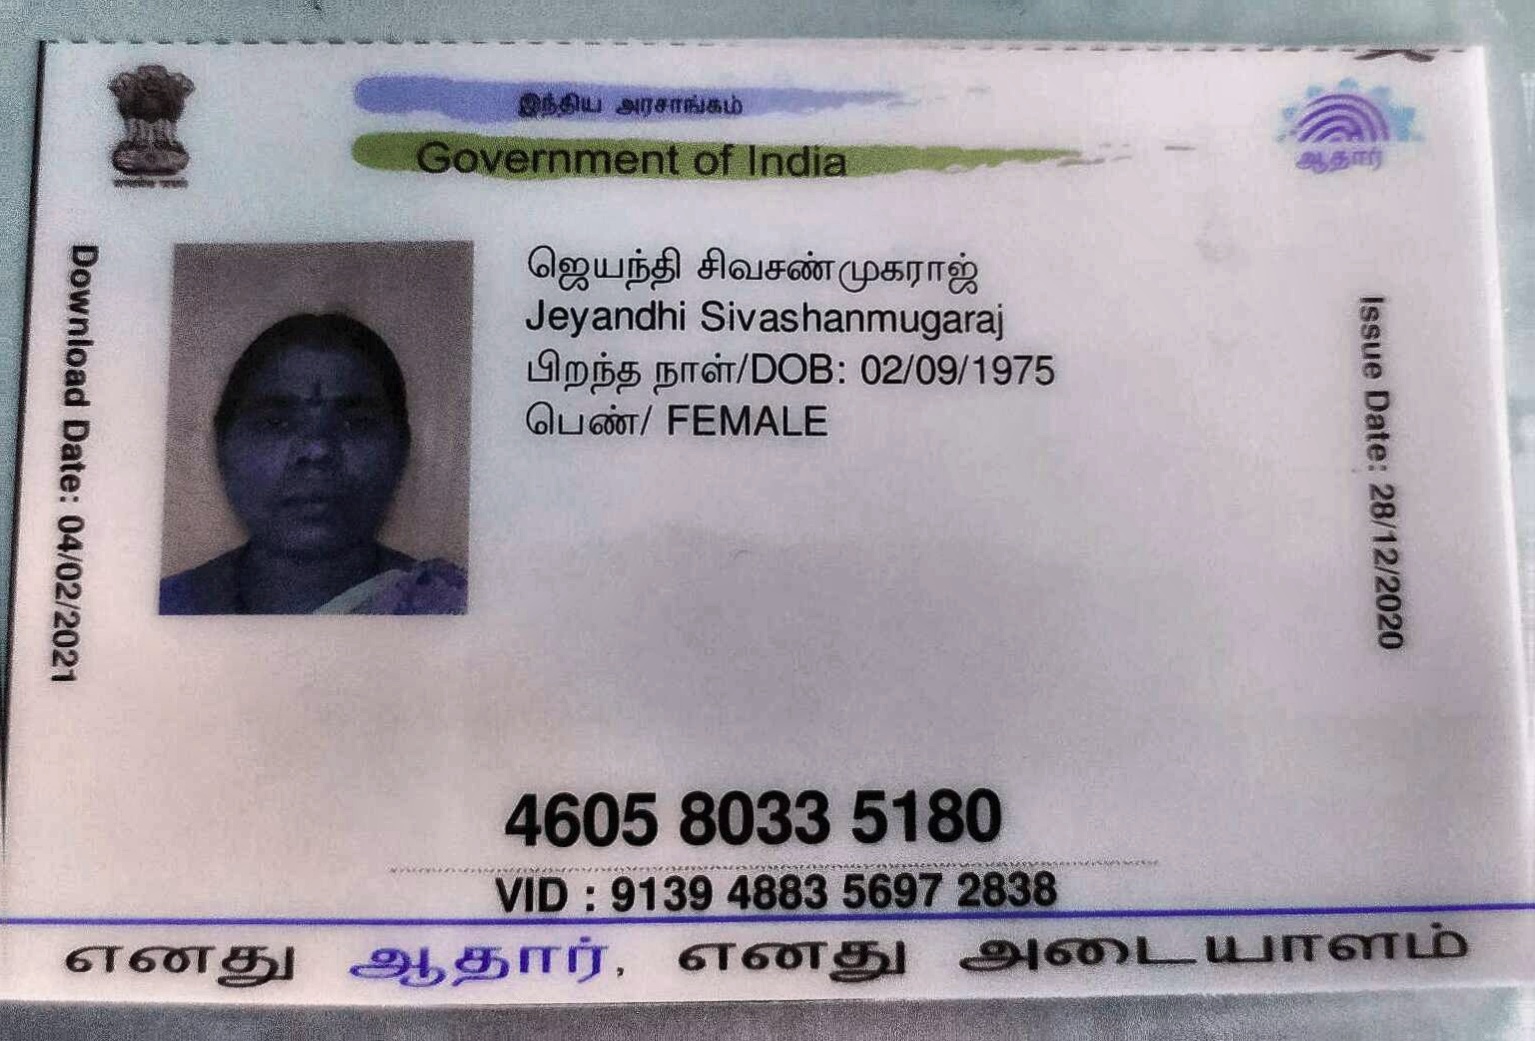 இந்திய அரசாங்கம்
Government of India
ஆதார்
Download Date: 04/02/2021
ஜெயந்தி சிவசண்முகராஜ்
Jeyandhi Sivashanmugaraj
பிறந்த நாள்/DOB: 02/09/1975
பெண்/ FEMALE
Issue Date: 28/12/2020
4605 8033 5180
VID : 9139 4883 5697 2838
எனது ஆதார், எனது அடையாளம்